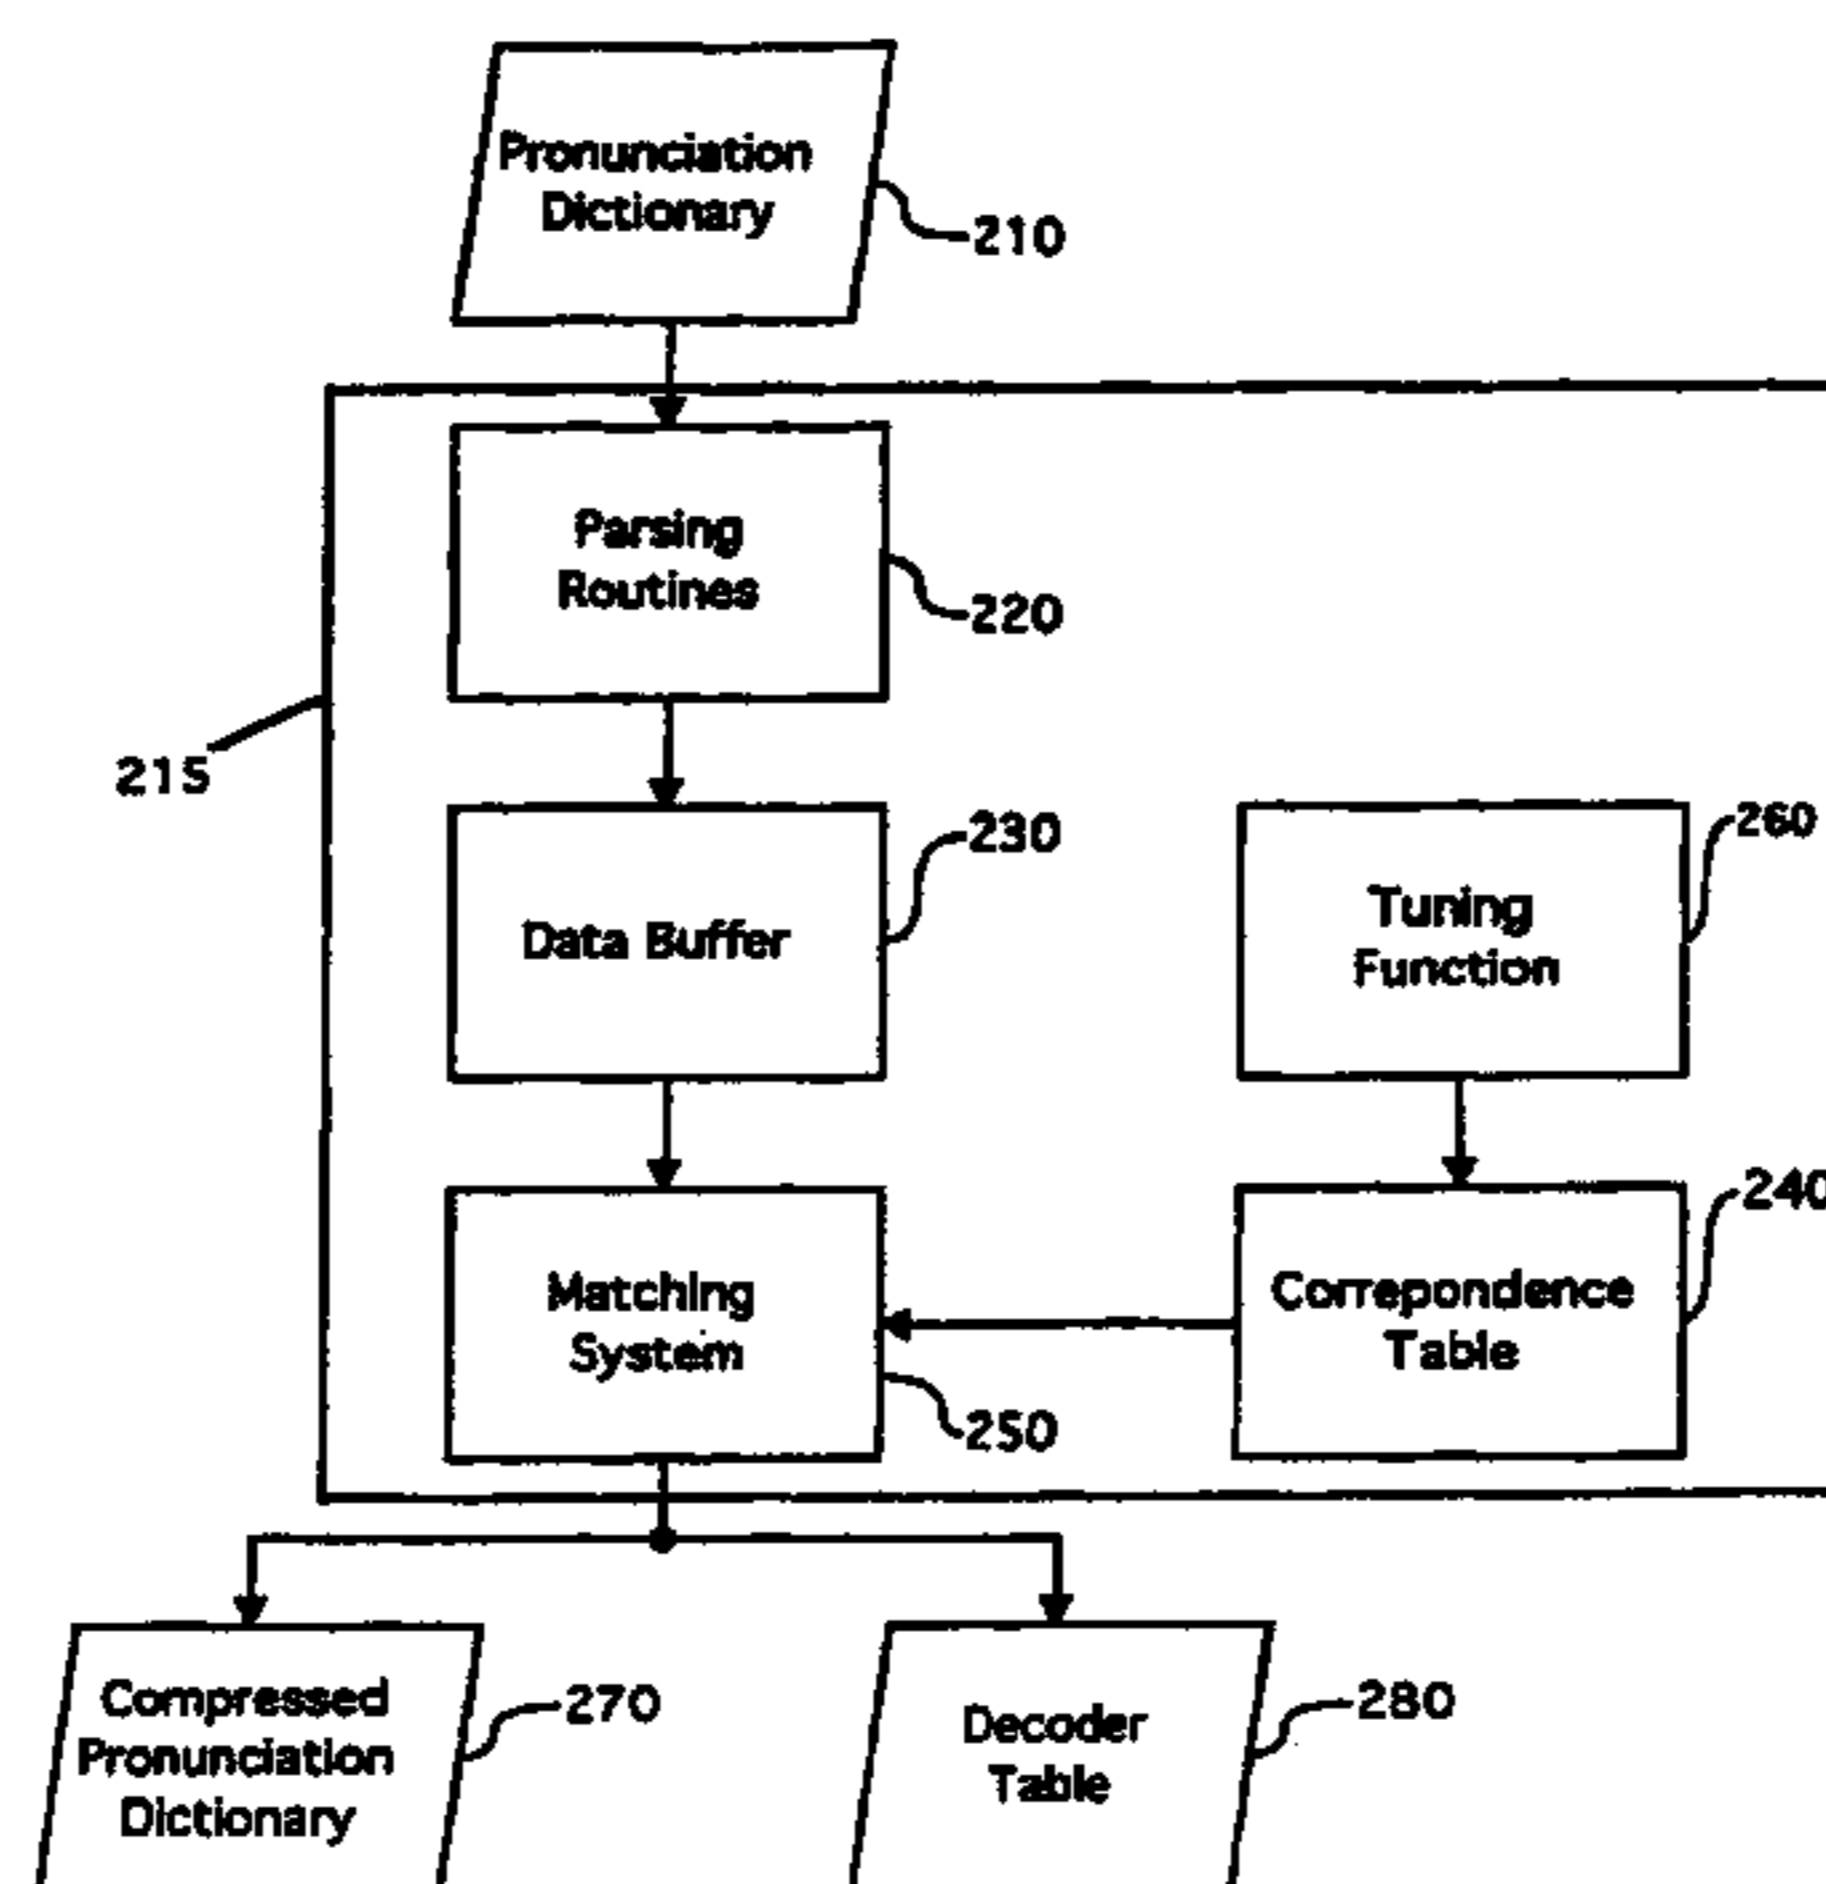 Pronunciation
Dictionary
210
Parsing
Routines
220
215
Data Buffer
230
Tuning
Function
260
Matching
System
250
Correpondence
Table
240
Compressed
Pronunciation
Dictionary
270
Decoder
Table
280